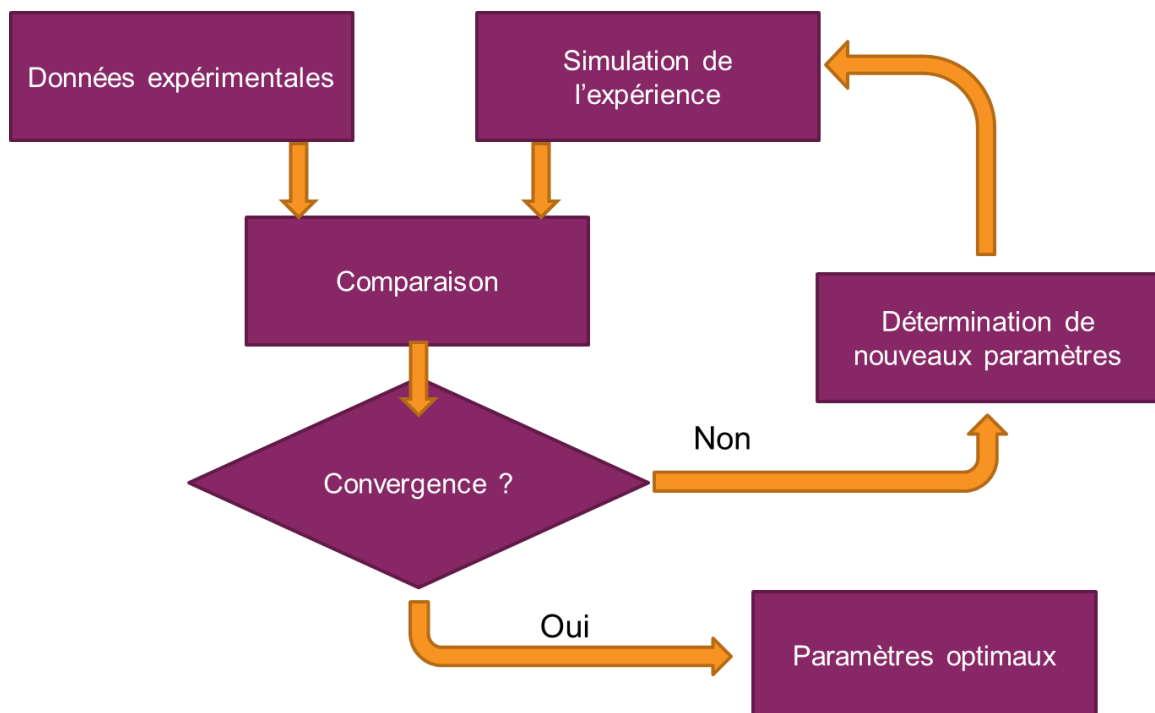 Données expérimentales
Simulation de
l’expérience
Comparaison
Détermination de
nouveaux paramètres
Convergence ?
Non
Oui
Paramètres optimaux